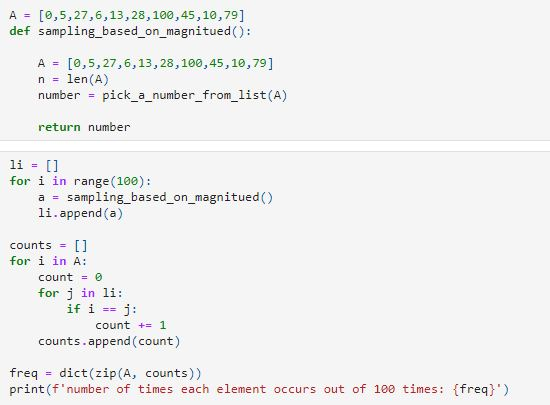 A = [0,5,27,6,13,28,100,45,10,79]
def sampling_based_on_magnitued():
A = [0,5,27,6,13,28,100,45,10,79]
n = len(A)
number = pick_a_number_from_list(A)
return number
li = []
for i in range(100):
a = sampling_based_on_magnitued()
li.append(a)
counts = []
for i in A:
count = 0
for j in li:
if i == j:
count += 1
counts.append(count)
freq = dict(zip(A, counts))
print(f'number of times each element occurs out of 100 times: {freq}')